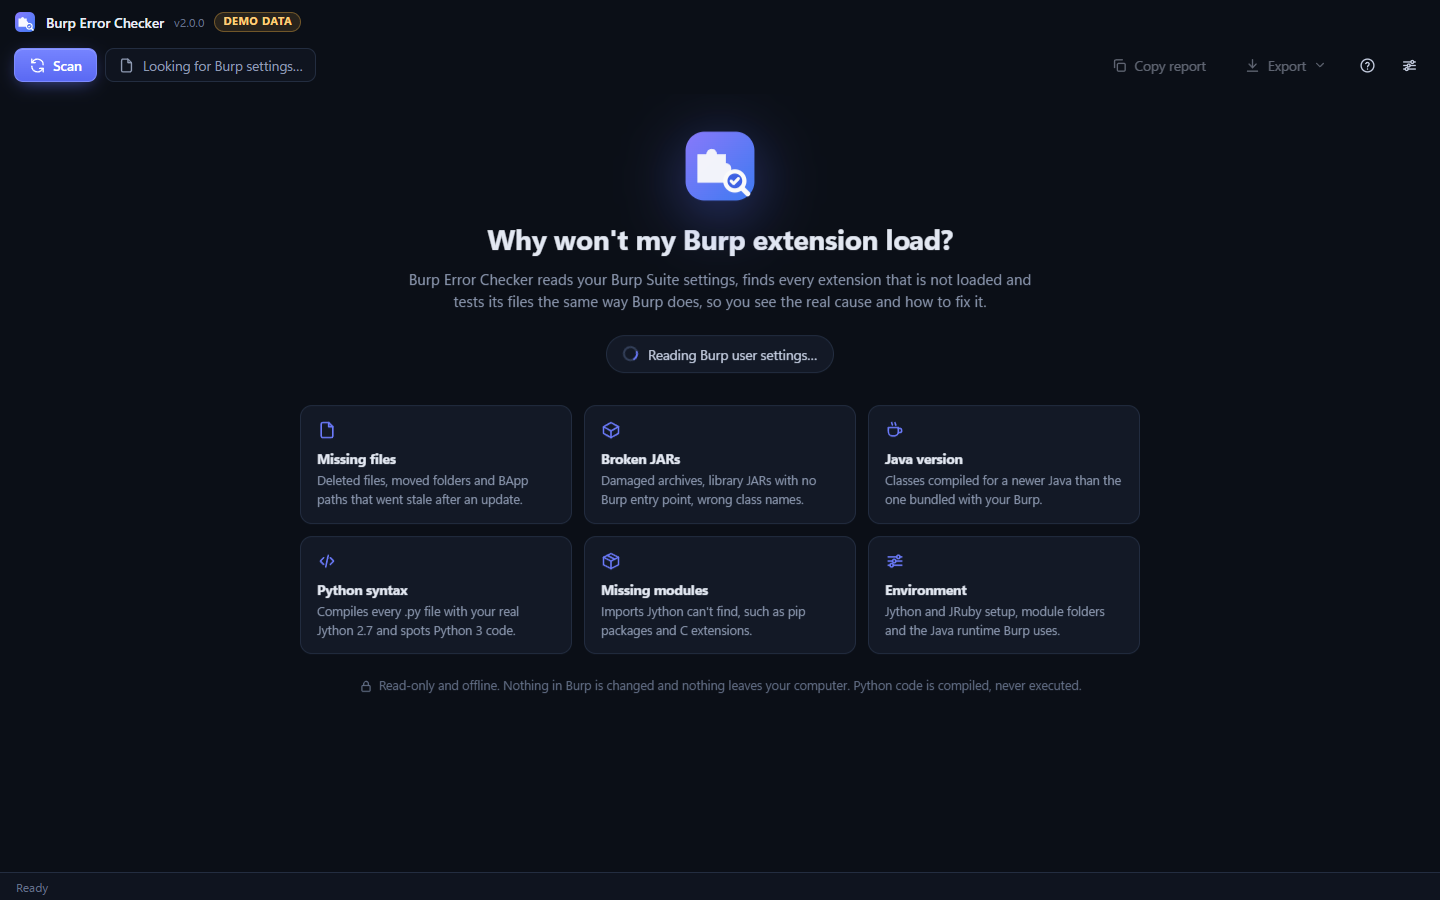 Burp Error Checker v2.0.0 DEMO DATA
Scan
Looking for Burp settings...
Copy report
Export
Why won't my Burp extension load?
Burp Error Checker reads your Burp Suite settings, finds every extension that is not loaded and
tests its files the same way Burp does, so you see the real cause and how to fix it.
Reading Burp user settings...
Missing files
Deleted files, moved folders and BApp
paths that went stale after an update.
Broken JARs
Damaged archives, library JARs with no
Burp entry point, wrong class names.
Java version
Classes compiled for a newer Java than the
one bundled with your Burp.
Python syntax
Compiles every .py file with your real
Jython 2.7 and spots Python 3 code.
Missing modules
Imports Jython can't find, such as pip
packages and C extensions.
Environment
Jython and JRuby setup, module folders
and the Java runtime Burp uses.
Read-only and offline. Nothing in Burp is changed and nothing leaves your computer. Python code is compiled, never executed.
Ready